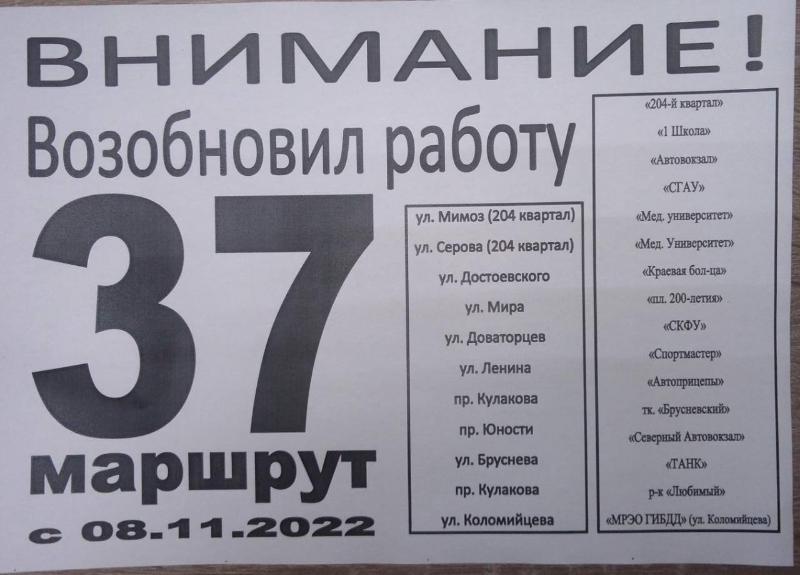 ВНИМАНИЕ!
Возобновил работу
37
маршрут
с 08.11.2022
ул. Мимоз (204 квартал)
ул. Серова (204 квартал)
ул. Достоевского
ул. Мира
ул. Доваторцев
ул. Ленина
пр. Кулакова
пр. Юности
ул. Бруснева
пр. Кулакова
ул. Коломийцева
«204-й квартал»
«1 Школа»
«Автовокзал»
«СГАУ»
«Мед. университет»
«Мед. Университет»
«Краевая бол-ца»
«пл. 200-летия»
«СКФУ»
«Спортмастер»
«Автоприцепы»
тк. «Брусневский»
«Северный Автовокзал»
«ТАНК»
р-к «Любимый»
«МРЭО ГИБДД» (ул. Коломийцева)